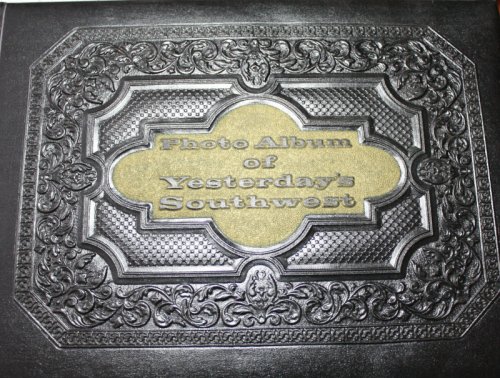 Photo Album
of
Yesterday's
Southwest